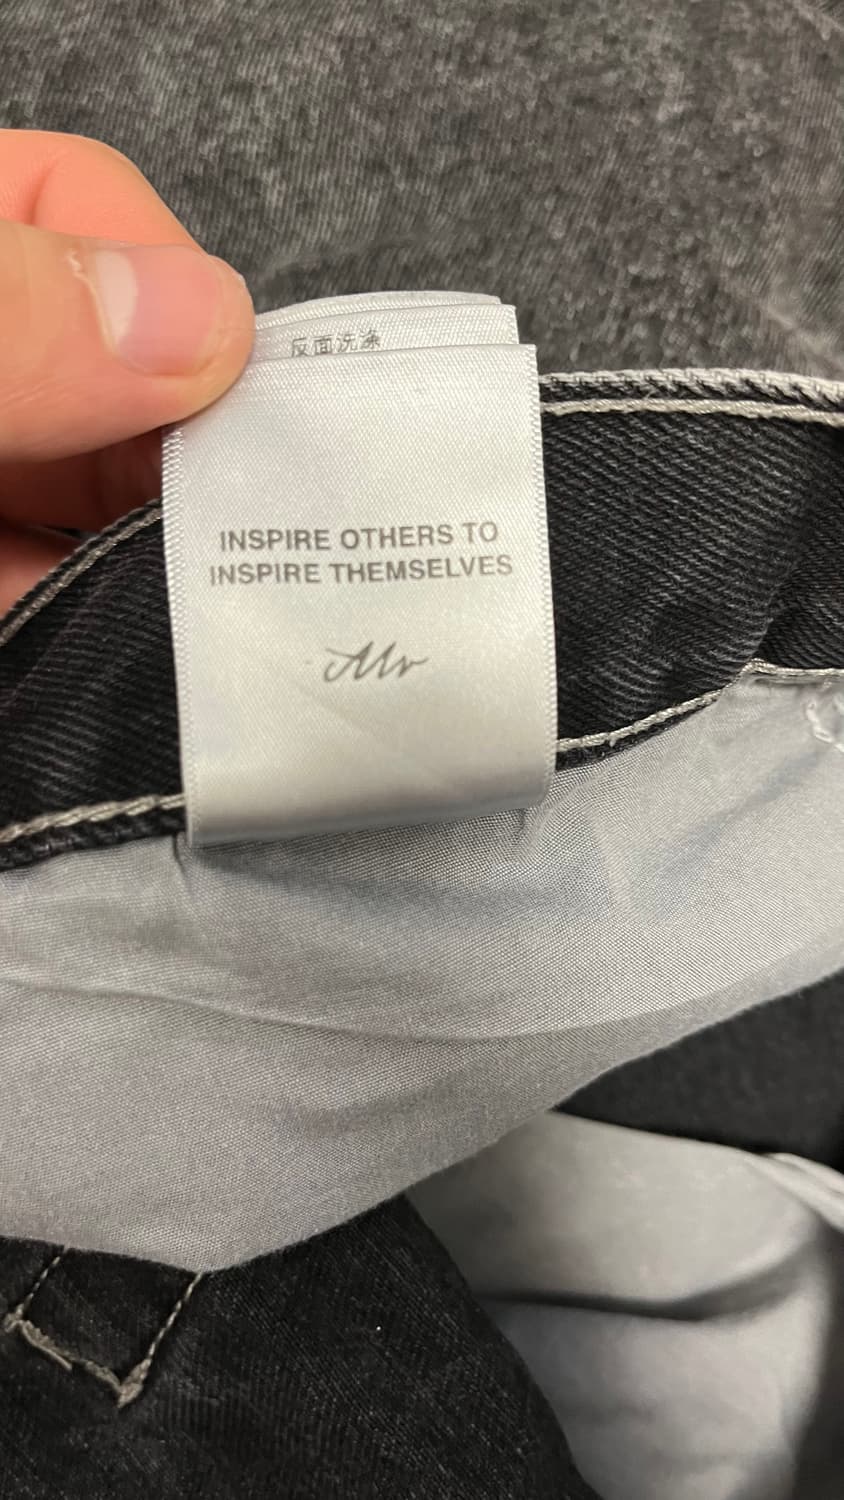 反面洗涤
INSPIRE OTHERS TO
INSPIRE THEMSELVES